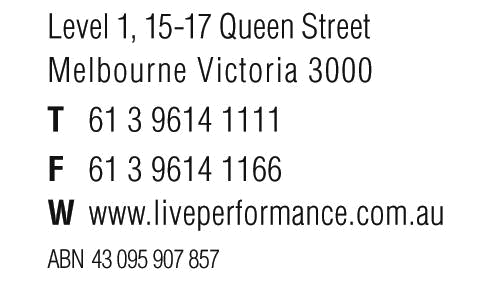 Level 1, 15-17 Queen Street
Melbourne Victoria 3000
T 61 3 9614 1111
F 61 3 9614 1166
W www.liveperformance.com.au
ABN 43 095 907 857